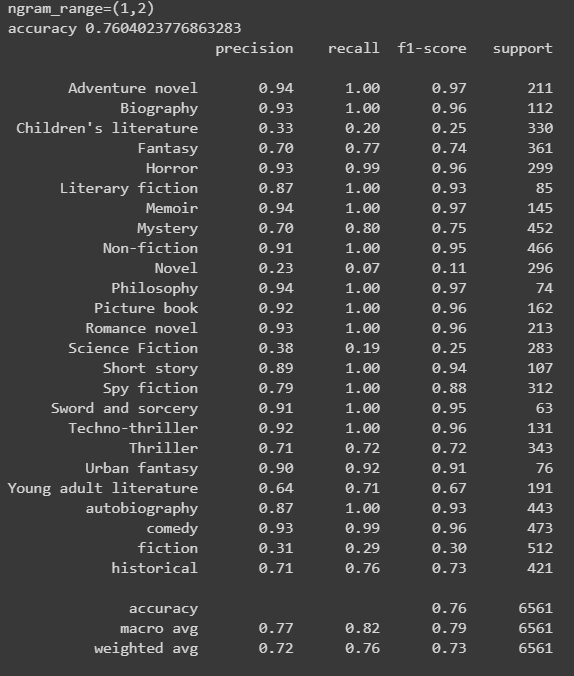 ngram_range=(1,2)
accuracy 0.7604023776863283
precision recall f1-score support
Adventure novel 0.94 1.00 0.97 211
Biography 0.93 1.00 0.96 112
Children's literature 0.33 0.20 0.25 330
Fantasy 0.70 0.77 0.74 361
Horror 0.93 0.99 0.96 299
Literary fiction 0.87 1.00 0.93 85
Memoir 0.94 1.00 0.97 145
Mystery 0.70 0.80 0.75 452
Non-fiction 0.91 1.00 0.95 466
Novel 0.23 0.07 0.11 296
Philosophy 0.94 1.00 0.97 74
Picture book 0.92 1.00 0.96 162
Romance novel 0.93 1.00 0.96 213
Science Fiction 0.38 0.19 0.25 283
Short story 0.89 1.00 0.94 107
Spy fiction 0.79 1.00 0.88 312
Sword and sorcery 0.91 1.00 0.95 63
Techno-thriller 0.92 1.00 0.96 131
Thriller 0.71 0.72 0.72 343
Urban fantasy 0.90 0.92 0.91 76
Young adult literature 0.64 0.71 0.67 191
autobiography 0.87 1.00 0.93 443
comedy 0.93 0.99 0.96 473
fiction 0.31 0.29 0.30 512
historical 0.71 0.76 0.73 421
accuracy 0.76 6561
macro avg 0.77 0.82 0.79 6561
weighted avg 0.72 0.76 0.73 6561